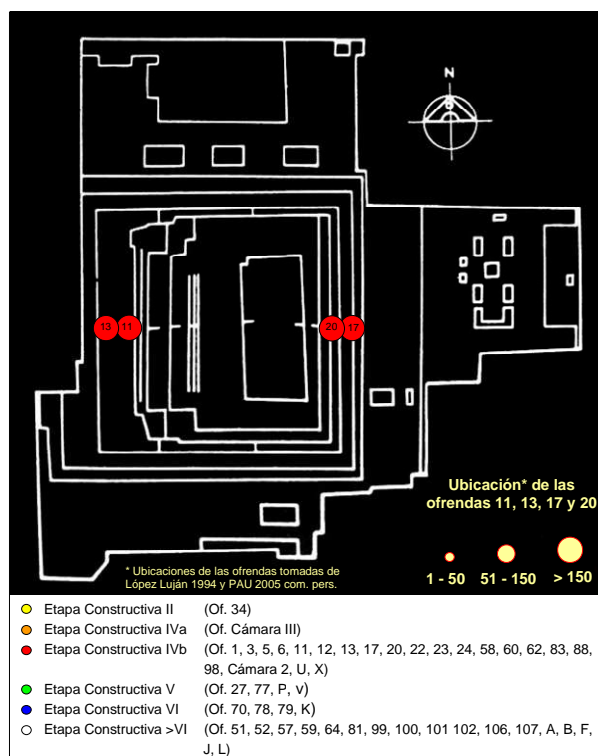 N
13 11 20 17
Ubicación* de las
ofrendas 11, 13, 17 y 20
* Ubicaciones de las ofrendas tomadas de
López Luján 1994 y PAU 2005 com. pers.
1 - 50 51 - 150 > 150
Etapa Constructiva II (Of. 34)
Etapa Constructiva IVa (Of. Cámara III)
Etapa Constructiva IVb (Of. 1, 3, 5, 6, 11, 12, 13, 17, 20, 22, 23, 24, 58, 60, 62, 83, 88,
98, Cámara 2, U, X)
Etapa Constructiva V (Of. 27, 77, P, v)
Etapa Constructiva VI (Of. 70, 78, 79, K)
Etapa Constructiva >VI (Of. 51, 52, 57, 59, 64, 81, 99, 100, 101 102, 106, 107, A, B, F,
J, L)